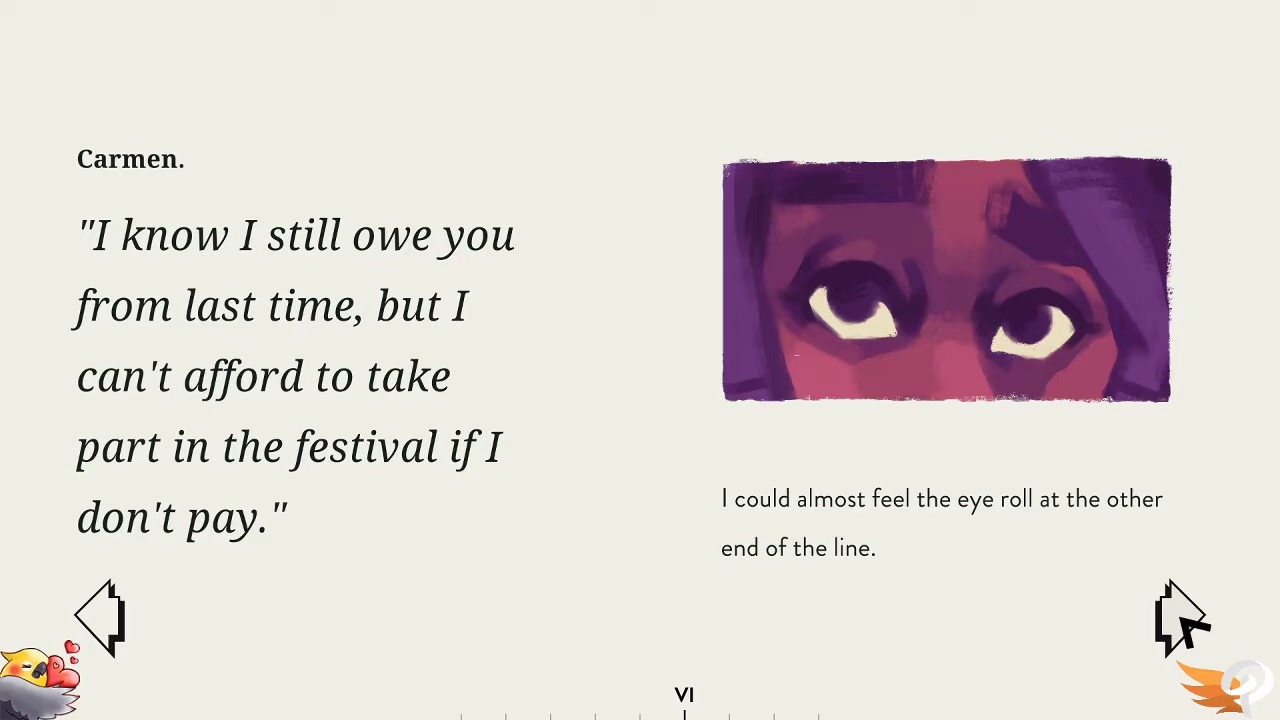 Carmen.
"I know I still owe you
from last time, but I
can't afford to take
part in the festival if I
don't pay."
I could almost feel the eye roll at the other
end of the line.
VI